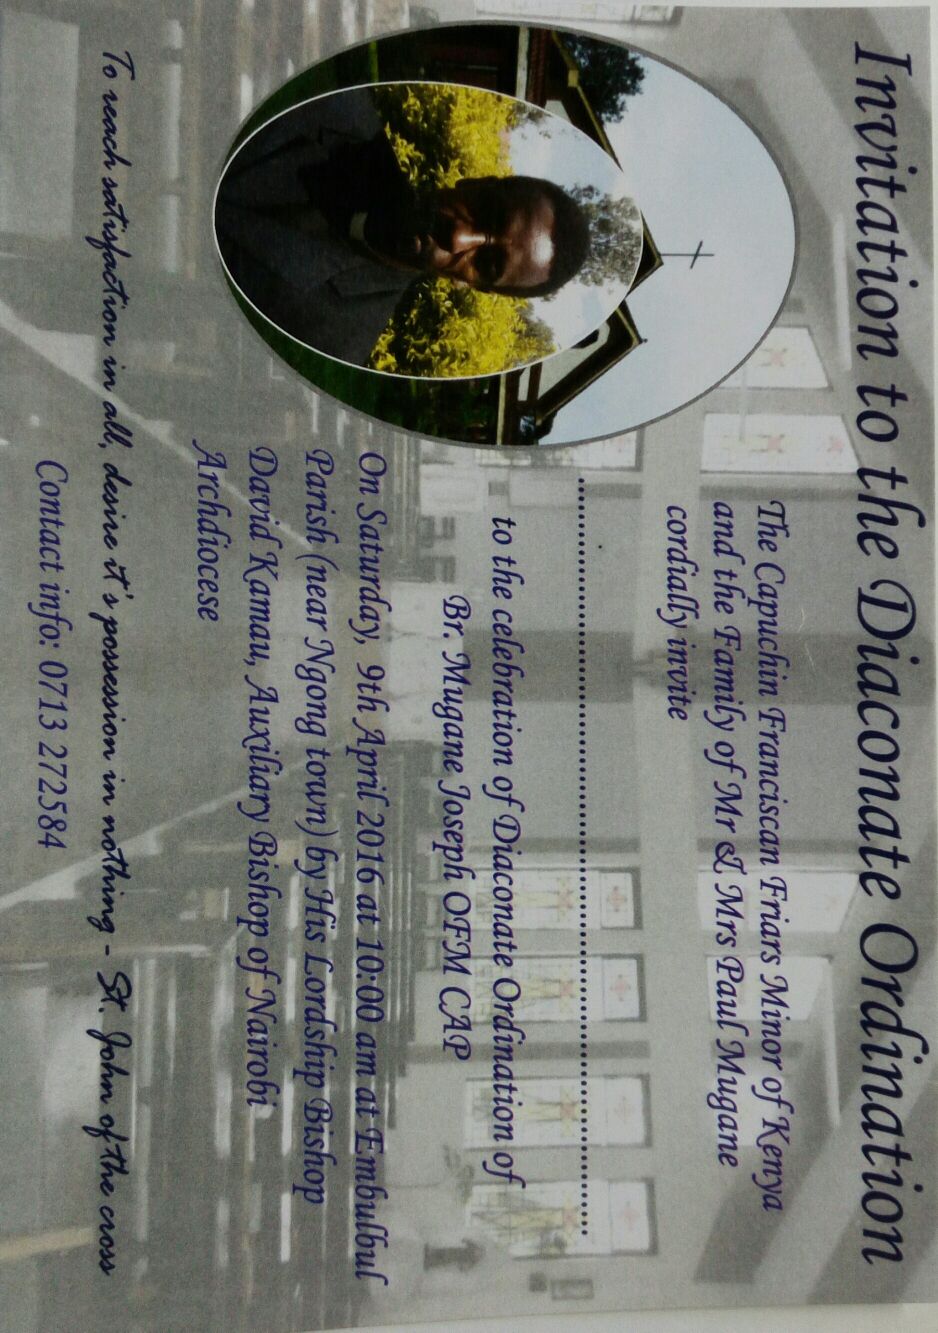 Invitation to the Diaconate Ordination
The Capuchin Franciscan Friars Minor of Kenya
and the Family of Mr & Mrs Paul Mugane
cordially invite
to the celebration of Diaconate Ordination of
Br. Mugane Joseph OFM CAP
On Saturday, 9th April 2016 at 10:00 am at Embulbul
Parish (near Ngong town) by His Lordship Bishop
David Kamau, Auxiliary Bishop of Nairobi
Archdiocese
To reach satisfaction in all, desire it's possession in nothing - St. John of the cross
Contact info: 0713 272584